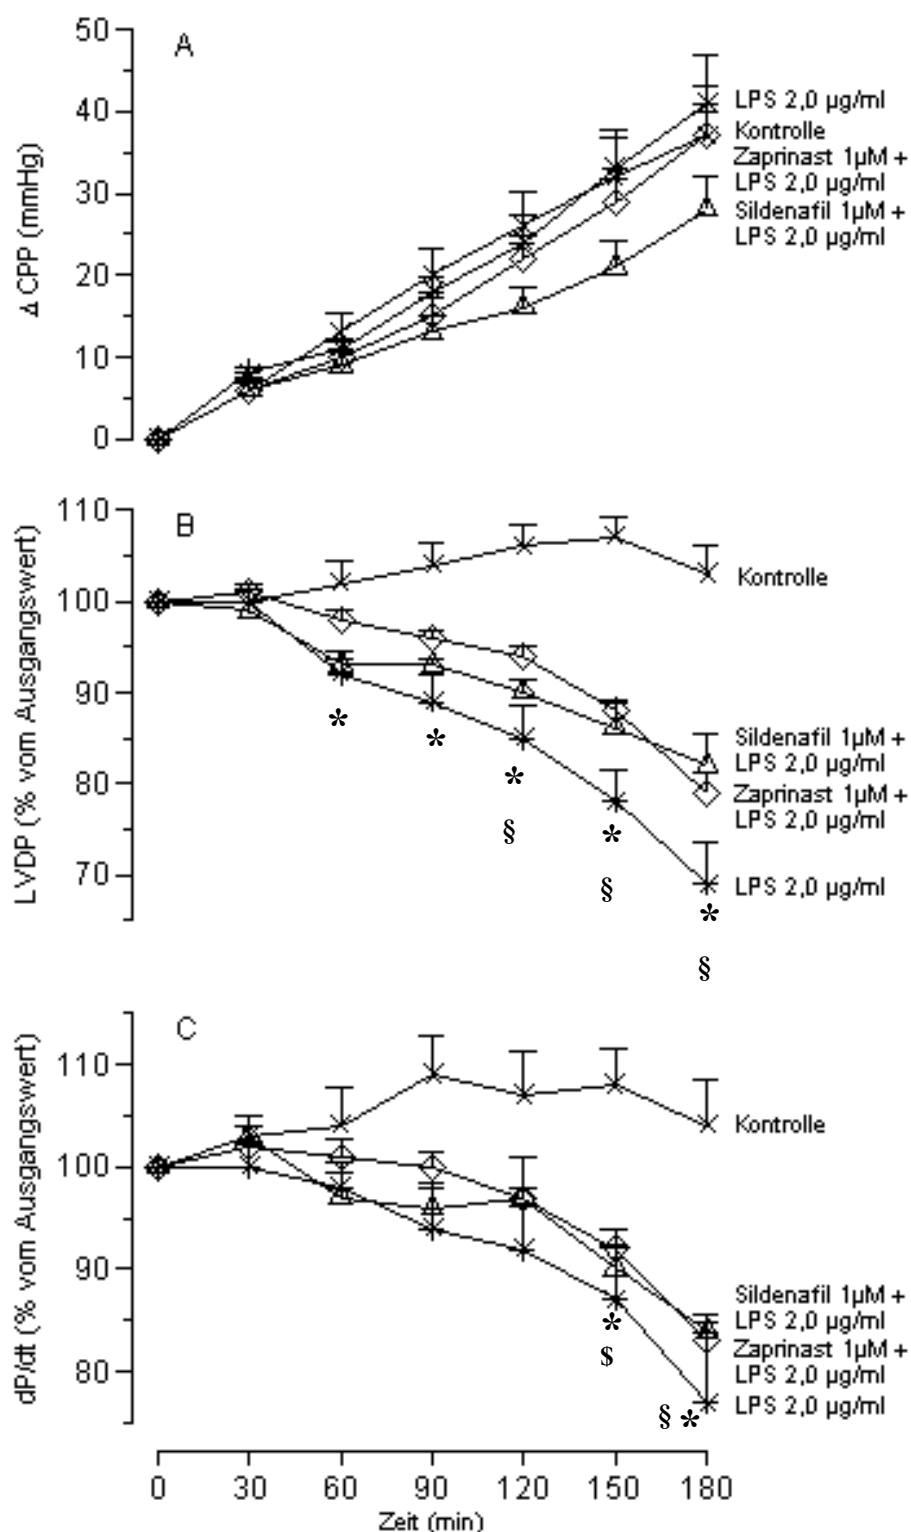 A
50
40
30
20
10
0
Δ CPP (mmHg)
LPS 2,0 µg/ml
Kontrolle
Zaprinast 1µM +
LPS 2,0 µg/ml
Sildenafil 1µM +
LPS 2,0 µg/ml
B
110
100
90
80
70
LVDP (% vom Ausgangswert)
Kontrolle
Sildenafil 1µM +
LPS 2,0 µg/ml
Zaprinast 1µM +
LPS 2,0 µg/ml
LPS 2,0 µg/ml
*
*
*
§
*
§
*
§
C
110
100
90
80
dP/dt (% vom Ausgangswert)
Kontrolle
Sildenafil 1µM +
LPS 2,0 µg/ml
Zaprinast 1µM +
LPS 2,0 µg/ml
LPS 2,0 µg/ml
*
$
§ *
0 30 60 90 120 150 180
Zeit (min)